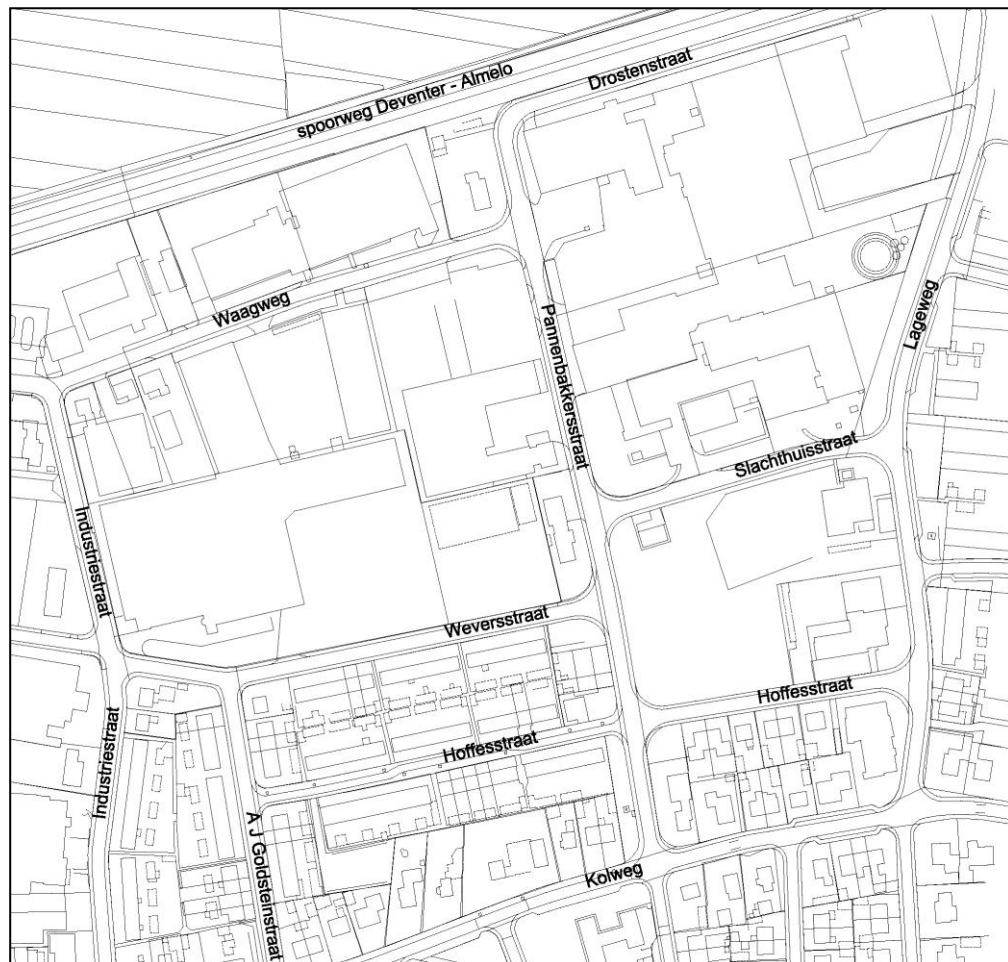 Drostenstraat
spoorweg Deventer - Almelo
Waagweg
Pannenbakkersstraat
Lageweg
Slachthuisstraat
Industriestraat
Weversstraat
Hoffesstraat
Hoffesstraat
Industriestraat
A J Goldsteinstraat
Kolweg